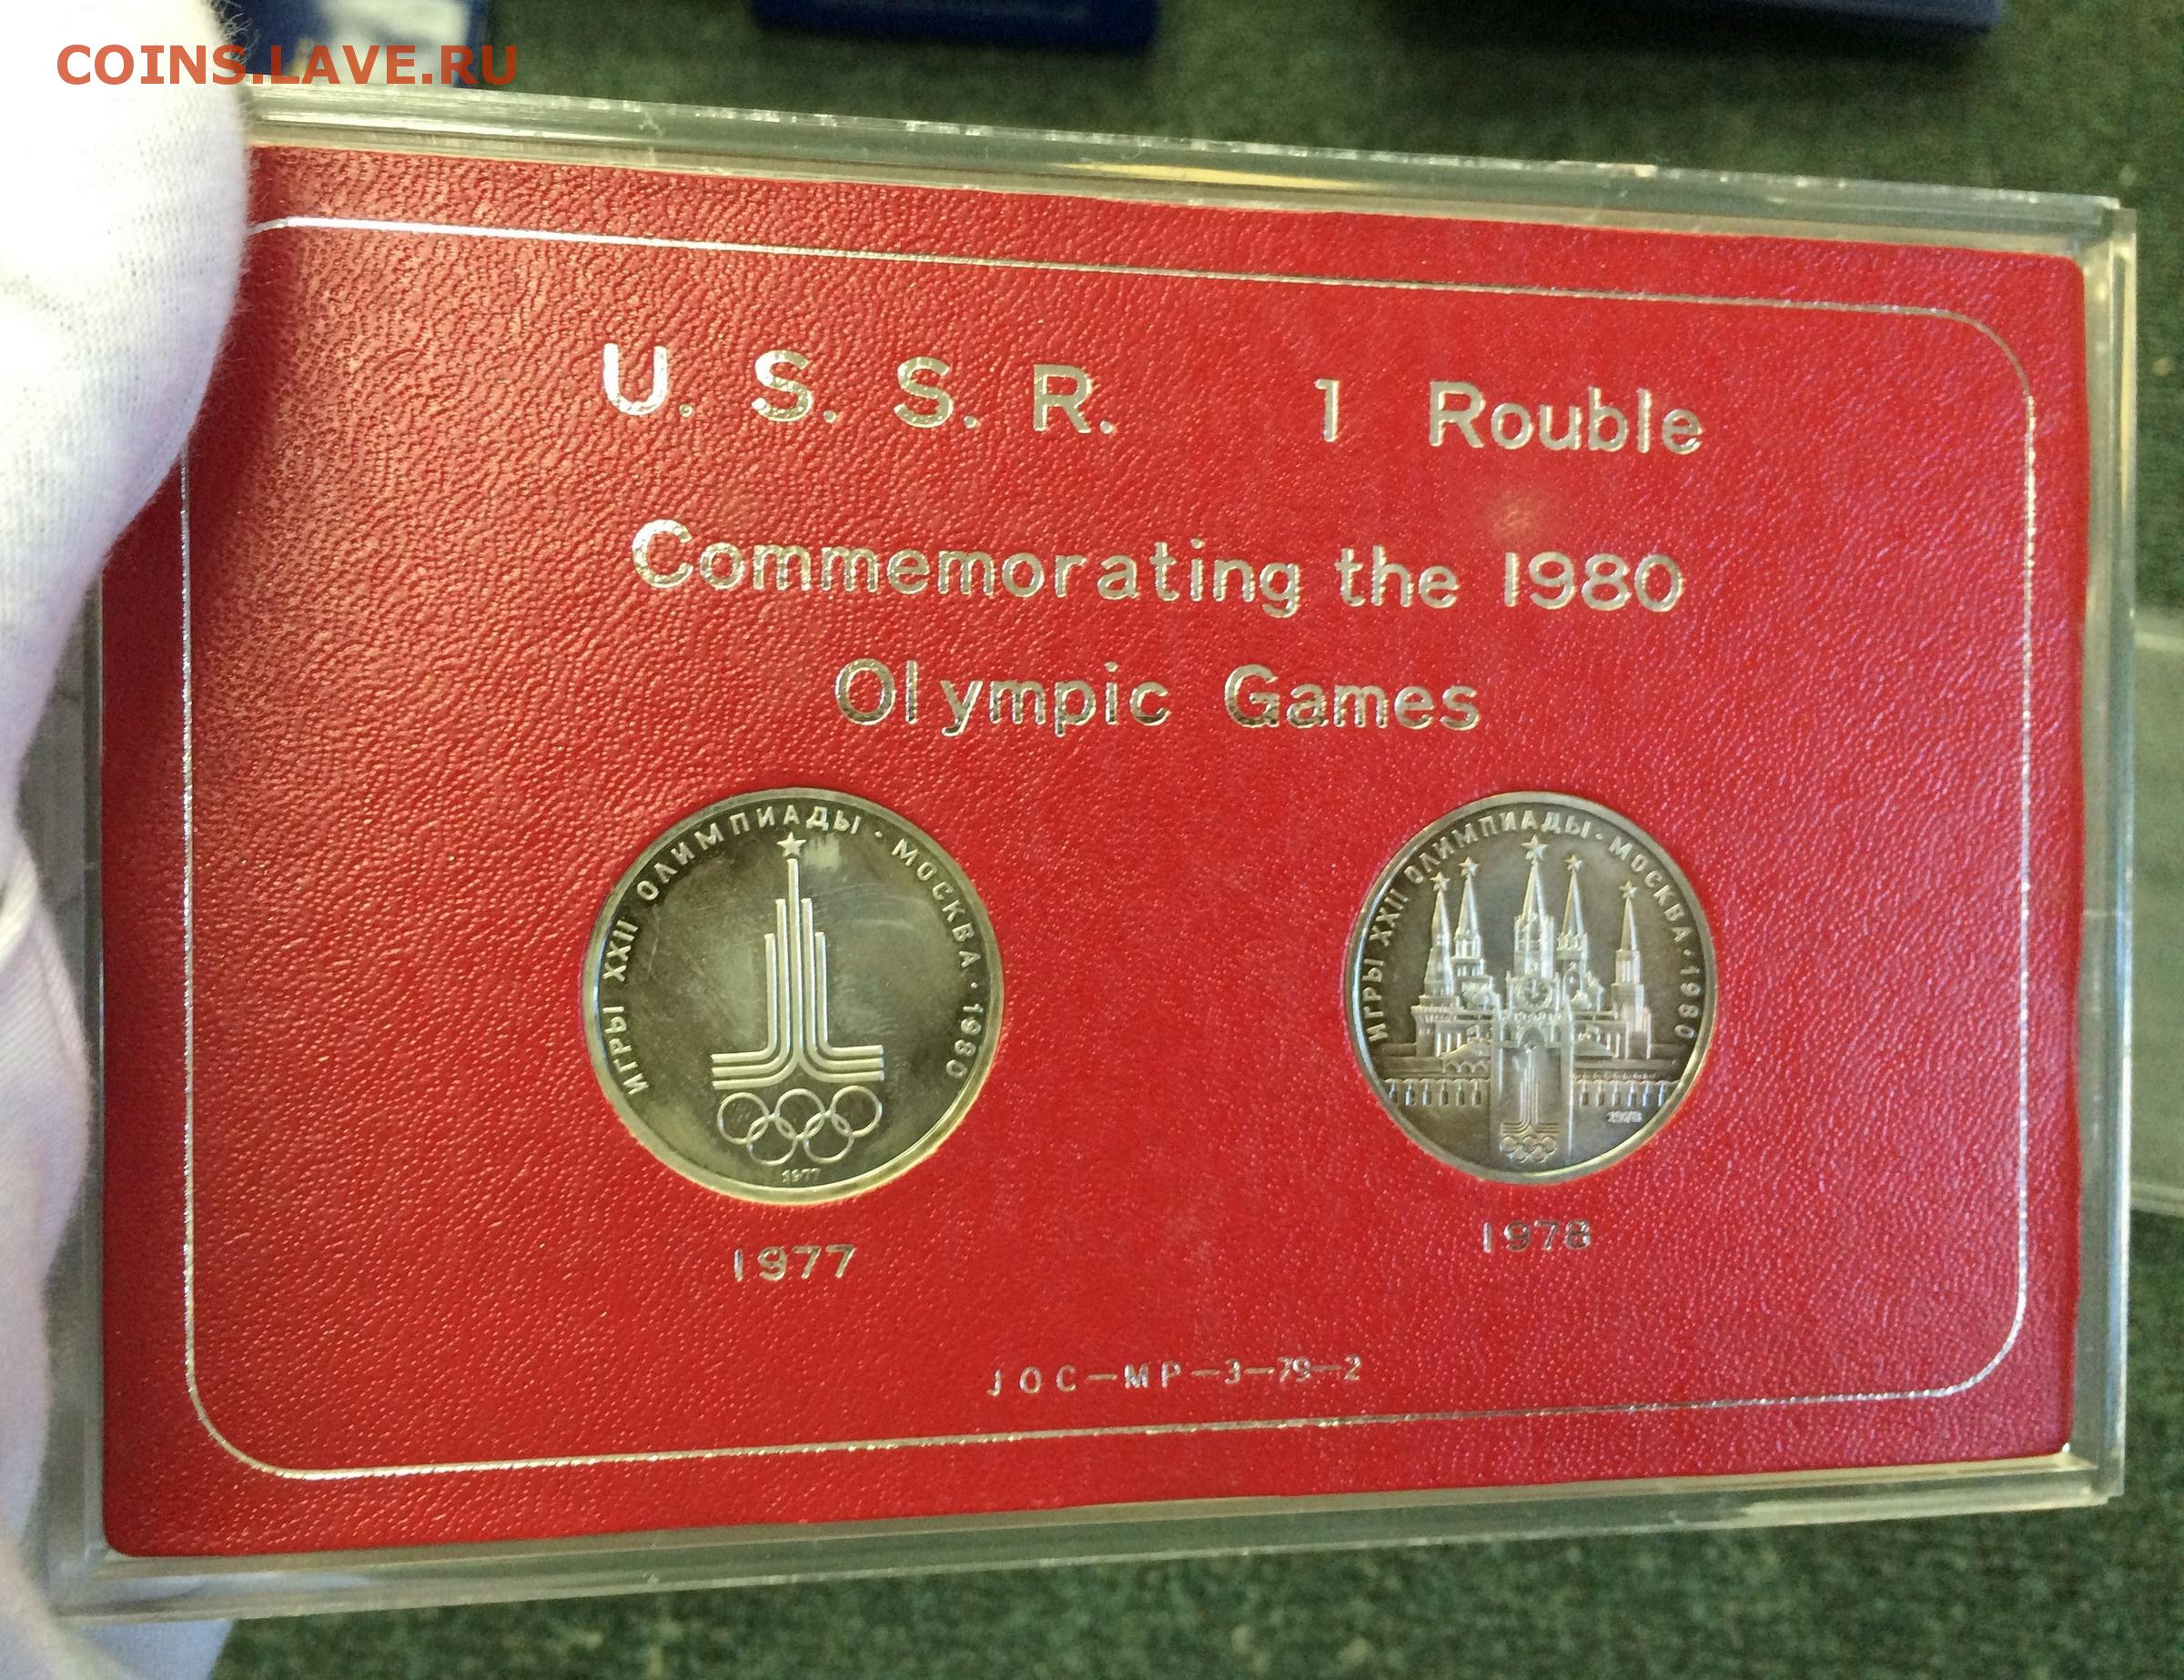 COINS.LAVE.RU
U. S. S. R. 1 Rouble
Commemorating the 1980
Olympic Games
ИГРЫ XXII ОЛИМПИАДЫ · МОСКВА · 1980
1977
ИГРЫ XXII ОЛИМПИАДЫ · МОСКВА · 1980
1978
1977
1978
JOC-MP-3-79-2